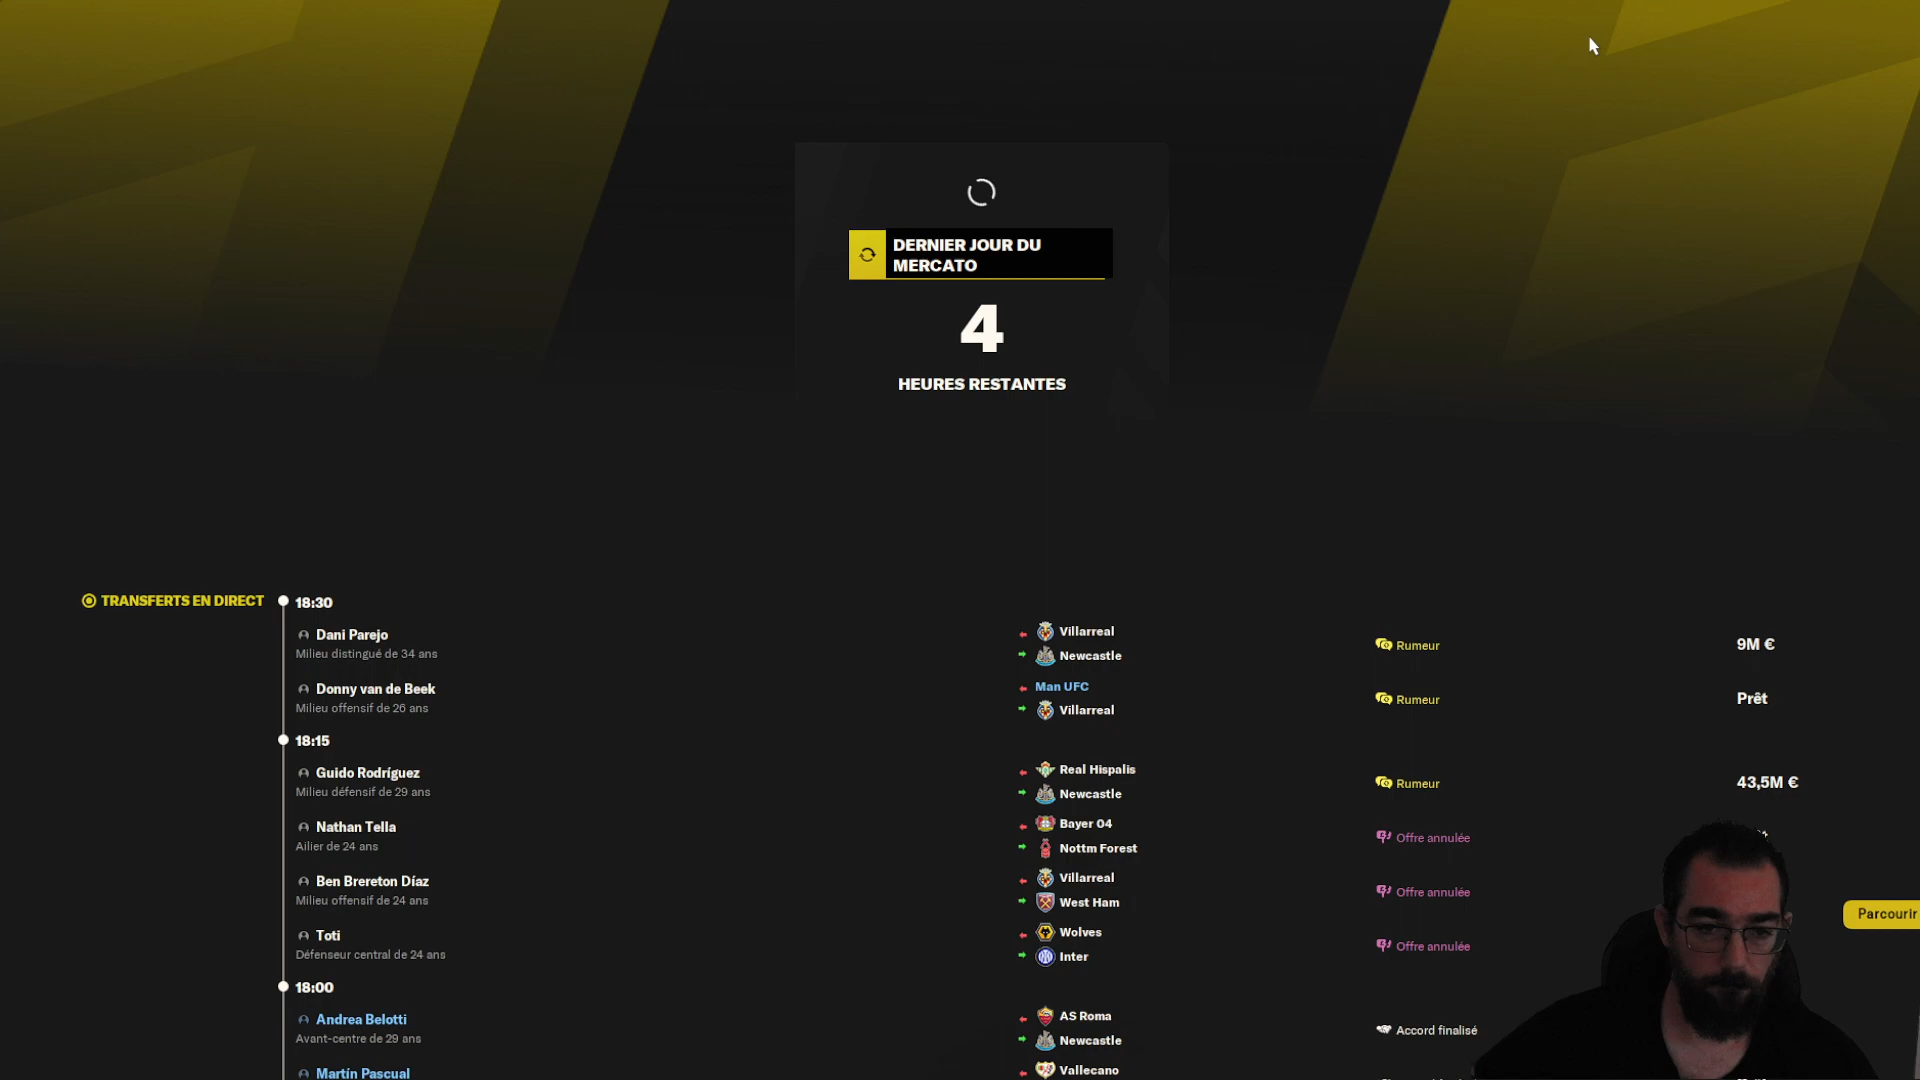 DERNIER JOUR DU
MERCATO
4
HEURES RESTANTES
TRANSFERTS EN DIRECT
18:30
Dani Parejo
Milieu distingué de 34 ans
Villarreal
Newcastle
Rumeur
9M €
Donny van de Beek
Milieu offensif de 26 ans
Man UFC
Villarreal
Rumeur
Prêt
18:15
Guido Rodríguez
Milieu défensif de 29 ans
Real Hispalis
Newcastle
Rumeur
43,5M €
Nathan Tella
Ailier de 24 ans
Bayer 04
Nottm Forest
Offre annulée
Ben Brereton Díaz
Milieu offensif de 24 ans
Villarreal
West Ham
Offre annulée
Parcourir
Toti
Défenseur central de 24 ans
Wolves
Inter
Offre annulée
18:00
Andrea Belotti
Avant-centre de 29 ans
AS Roma
Newcastle
Accord finalisé
Martín Pascual
Vallecano